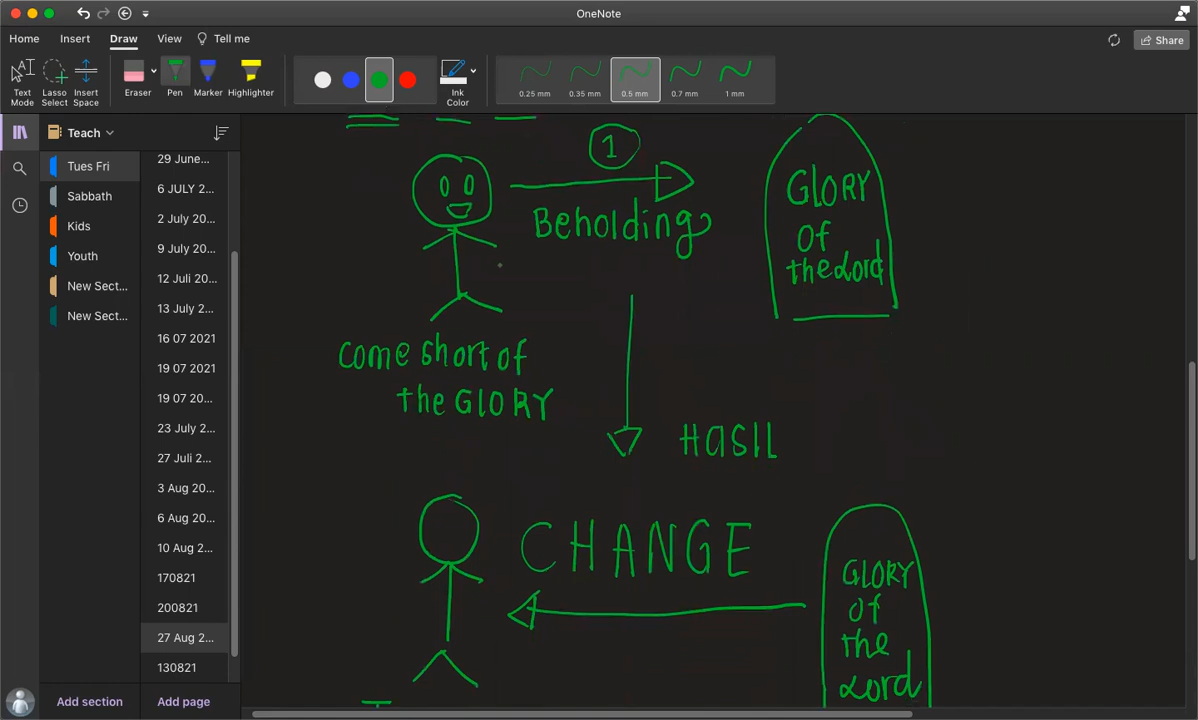 OneNote
Home Insert Draw View Tell me
Share
Text Mode
Lasso Select
Insert Space
Eraser
Pen
Marker
Highlighter
Ink Color
0.25 mm
0.35 mm
0.5 mm
0.7 mm
1 mm
Teach
Tues Fri
Sabbath
Kids
Youth
New Sect...
New Sect...
29 June...
6 JULY 2...
2 July 20...
9 July 20...
12 Juli 20...
13 July 2...
16 07 2021
19 07 2021
19 07 20...
23 July 2...
27 Juli 2...
3 Aug 20...
6 Aug 20...
10 Aug 2...
170821
200821
27 Aug 2...
130821
Add section
Add page
1
Beholding
GLORY
of
the Lord
Come short of
the GLORY
HASIL
CHANGE
GLORY
of
the
Lord